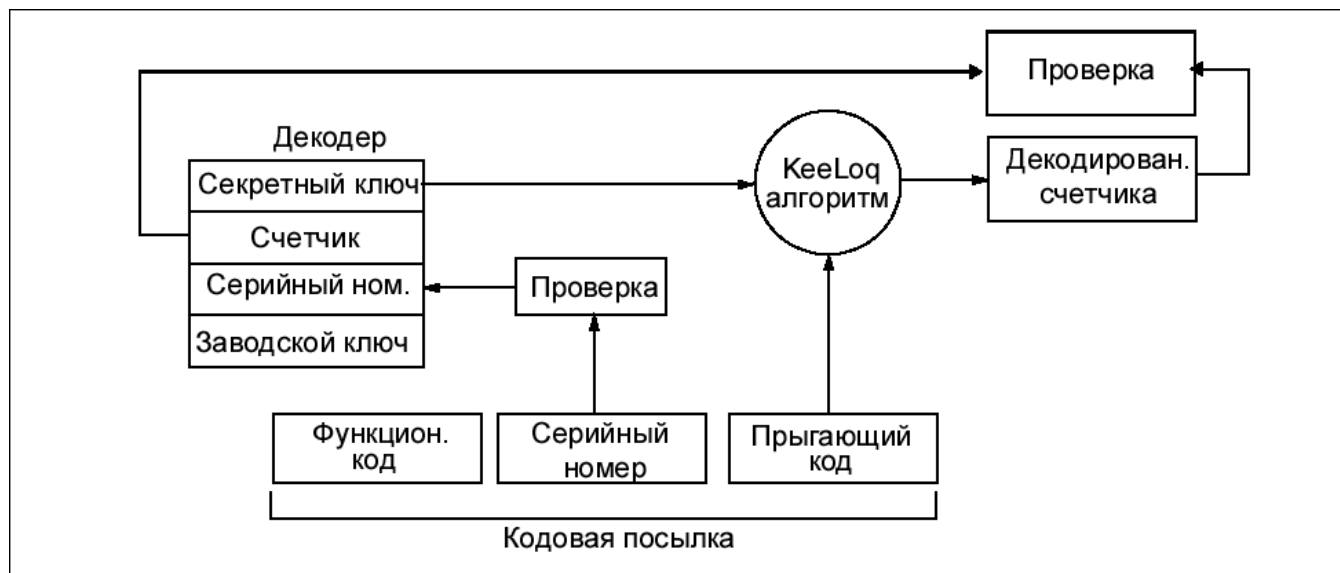 Проверка
Декодер
Секретный ключ
Счетчик
Серийный ном.
Заводской ключ
KeeLoq
алгоритм
Декодирован.
счетчика
Проверка
Функцион.
код
Серийный
номер
Прыгающий
код
Кодовая посылка